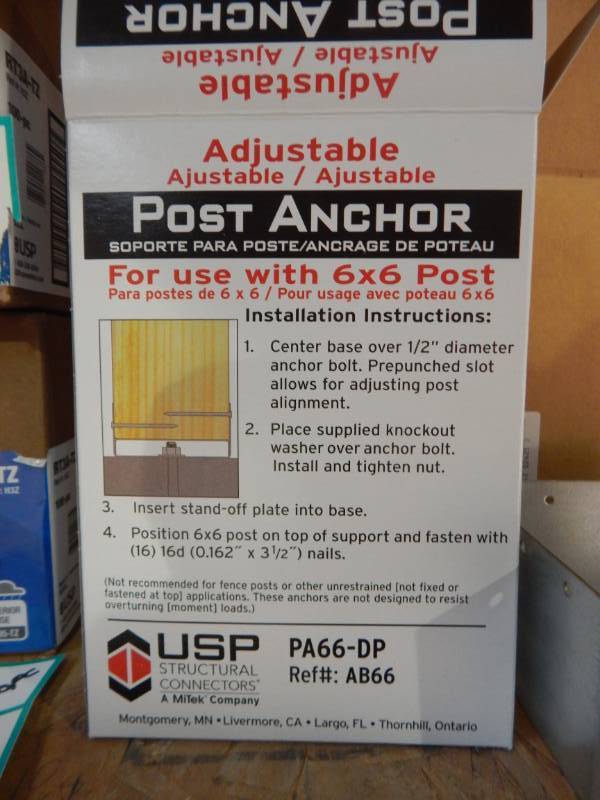 POST ANCHOR
Ajustable / Ajustable
Adjustable
Adjustable
Ajustable / Ajustable
POST ANCHOR
SOPORTE PARA POSTE/ANCRAGE DE POTEAU
For use with 6x6 Post
Para postes de 6 x 6 / Pour usage avec poteau 6x6
Installation Instructions:
1. Center base over 1/2" diameter
anchor bolt. Prepunched slot
allows for adjusting post
alignment.
2. Place supplied knockout
washer over anchor bolt.
Install and tighten nut.
3. Insert stand-off plate into base.
4. Position 6x6 post on top of support and fasten with
(16) 16d (0.162" x 3 1/2") nails.
(Not recommended for fence posts or other unrestrained [not fixed or
fastened at top] applications. These anchors are not designed to resist
overturning [moment] loads.)
USP
STRUCTURAL
CONNECTORS®
A MiTek® Company
PA66-DP
Ref#: AB66
Montgomery, MN • Livermore, CA • Largo, FL • Thornhill, Ontario
USP
TZ